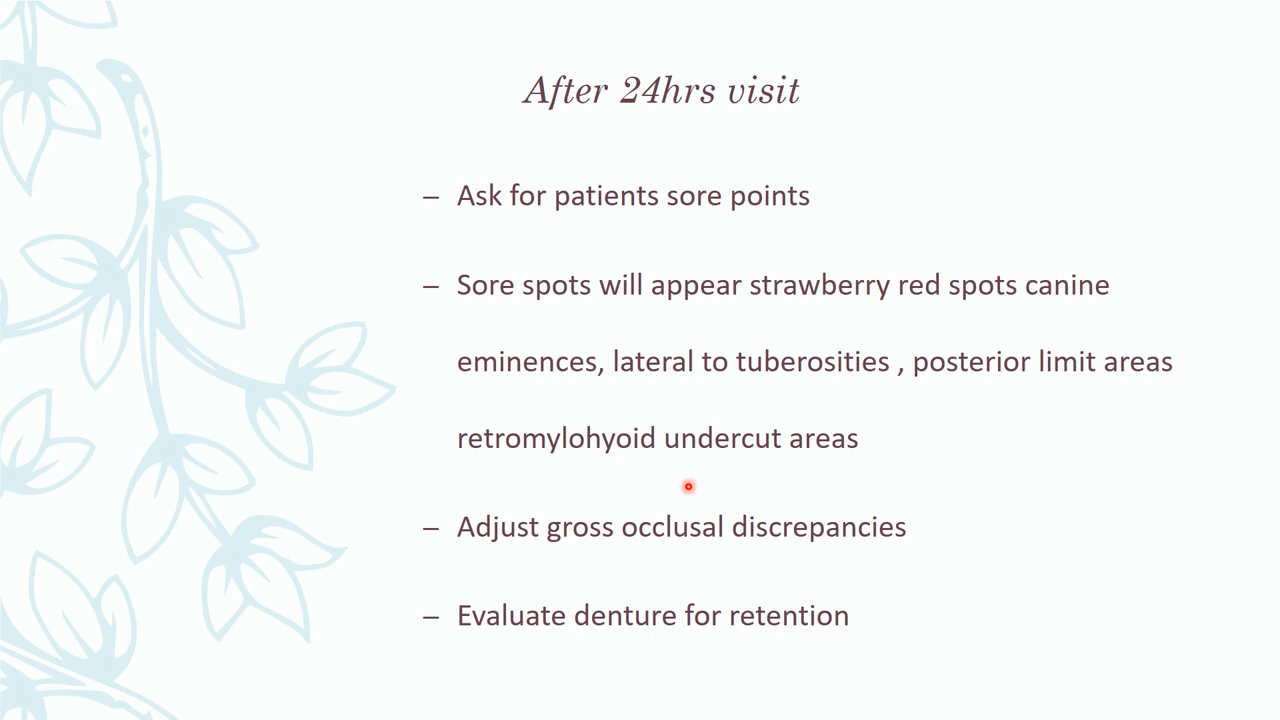 After 24hrs visit
– Ask for patients sore points
– Sore spots will appear strawberry red spots canine
eminences, lateral to tuberosities , posterior limit areas
retromylohyoid undercut areas
– Adjust gross occlusal discrepancies
– Evaluate denture for retention